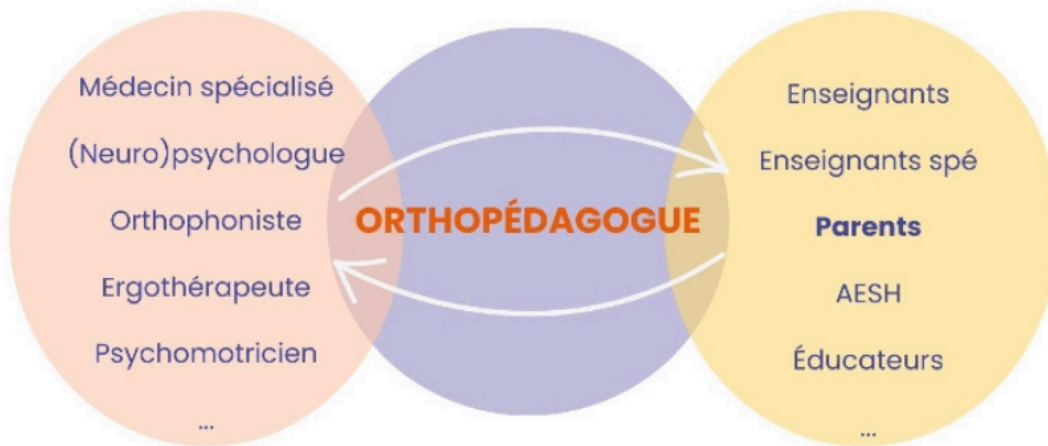 Médecin spécialisé
(Neuro)psychologue
Orthophoniste
Ergothérapeute
Psychomotricien
...
ORTHOPÉDAGOGUE
Enseignants
Enseignants spé
Parents
AESH
Éducateurs
...